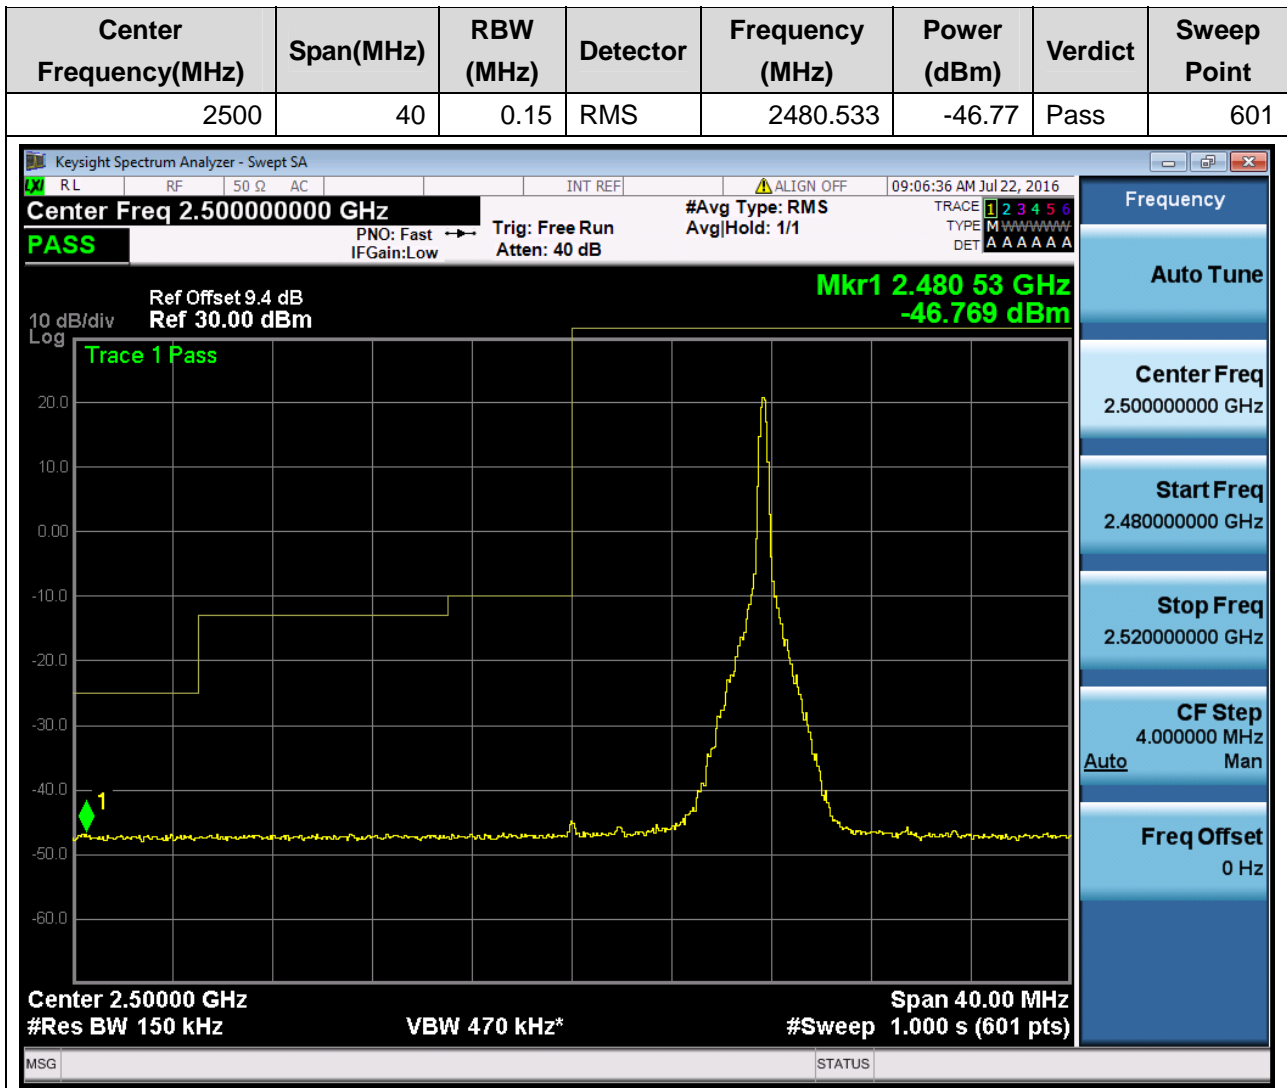 Center Frequency(MHz) Span(MHz) RBW (MHz) Detector Frequency (MHz) Power (dBm) Verdict Sweep Point
2500 40 0.15 RMS 2480.533 -46.77 Pass 601
Keysight Spectrum Analyzer - Swept SA
LXI RL RF 50 Ω AC INT REF ALIGN OFF 09:06:36 AM Jul 22, 2016
Center Freq 2.500000000 GHz #Avg Type: RMS TRACE 1 2 3 4 5 6
PNO: Fast Trig: Free Run Avg|Hold: 1/1 TYPE M WWWWW
PASS IFGain:Low Atten: 40 dB DET A A A A A A
Mkr1 2.480 53 GHz
-46.769 dBm
Ref Offset 9.4 dB
10 dB/div Ref 30.00 dBm
Log
Trace 1 Pass
20.0
10.0
0.00
-10.0
-20.0
-30.0
-40.0
1
-50.0
-60.0
Center 2.50000 GHz Span 40.00 MHz
#Res BW 150 kHz VBW 470 kHz* #Sweep 1.000 s (601 pts)
MSG STATUS
Frequency
Auto Tune
Center Freq
2.500000000 GHz
Start Freq
2.480000000 GHz
Stop Freq
2.520000000 GHz
CF Step
4.000000 MHz
Auto Man
Freq Offset
0 Hz